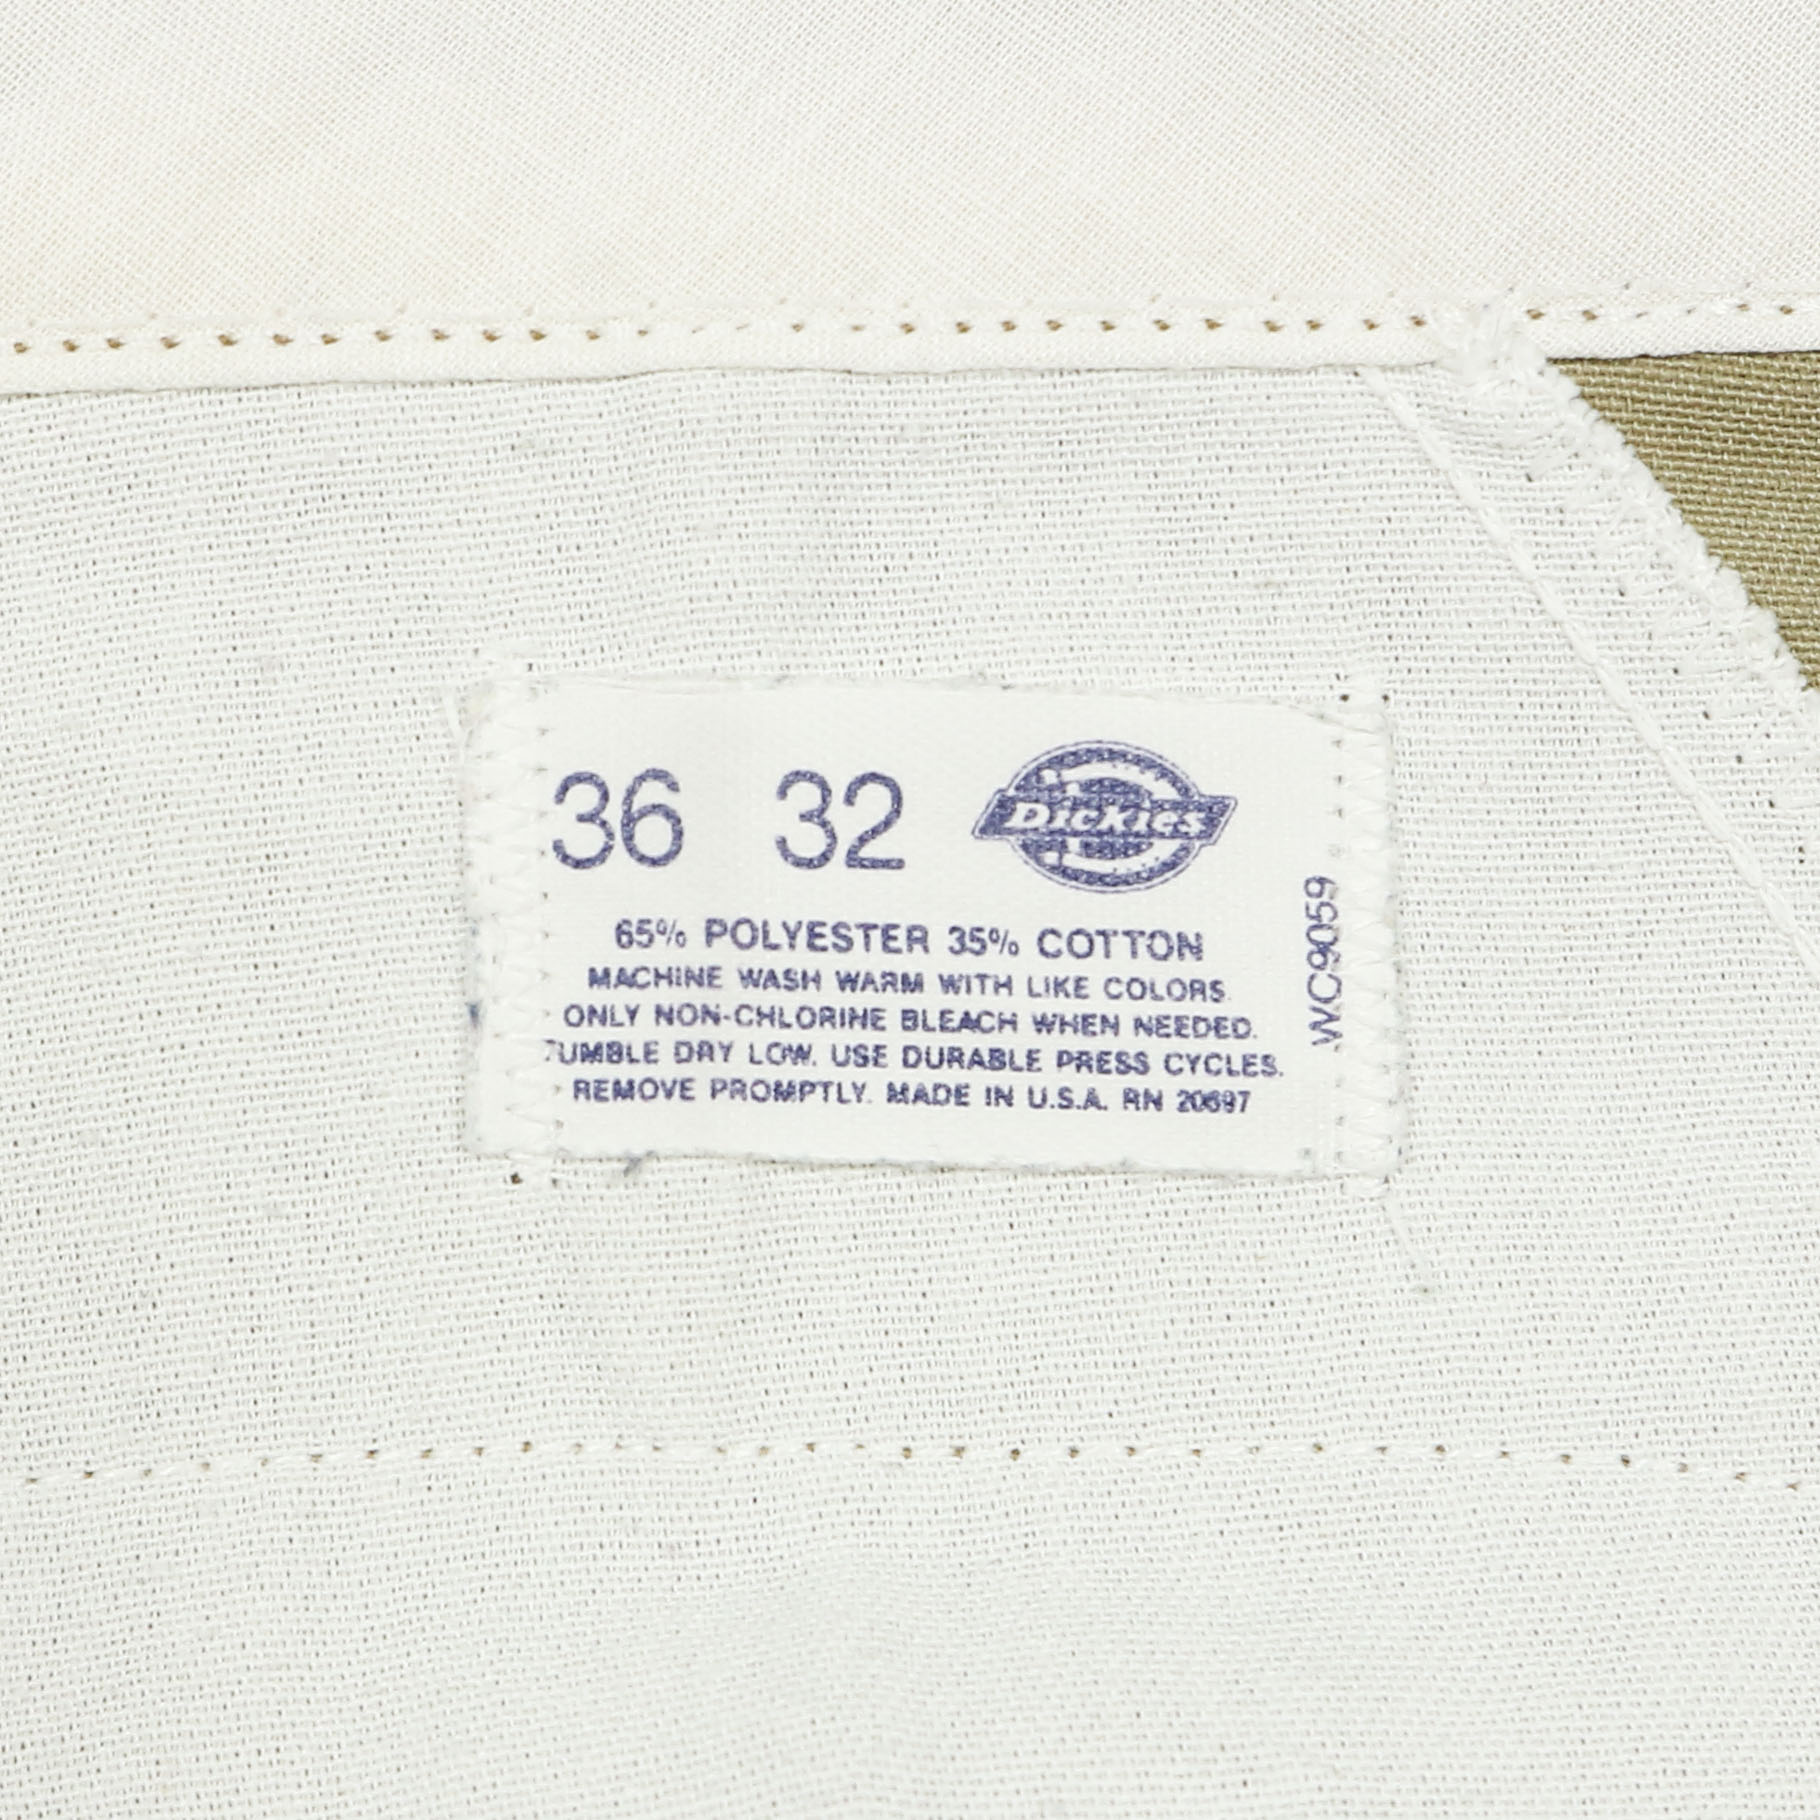 36 32 Dickies
65% POLYESTER 35% COTTON
MACHINE WASH WARM WITH LIKE COLORS.
ONLY NON-CHLORINE BLEACH WHEN NEEDED.
TUMBLE DRY LOW. USE DURABLE PRESS CYCLES.
REMOVE PROMPTLY. MADE IN U.S.A. RN 20697
WC9059